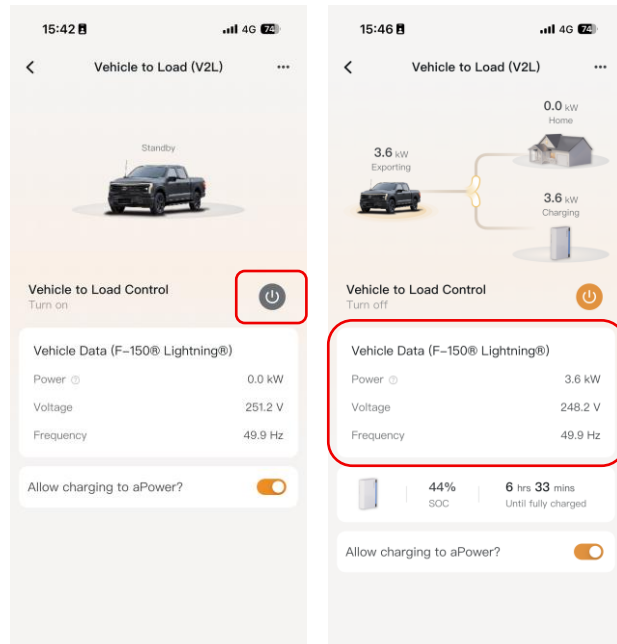 15:42
4G 74
Vehicle to Load (V2L)
Standby
Vehicle to Load Control
Turn on
Vehicle Data (F-150® Lightning®)
Power
0.0 kW
Voltage
251.2 V
Frequency
49.9 Hz
Allow charging to aPower?
15:46
4G 74
Vehicle to Load (V2L)
0.0 kW
Home
3.6 kW
Exporting
3.6 kW
Charging
Vehicle to Load Control
Turn off
Vehicle Data (F-150® Lightning®)
Power
3.6 kW
Voltage
248.2 V
Frequency
49.9 Hz
44%
SOC
6 hrs 33 mins
Until fully charged
Allow charging to aPower?